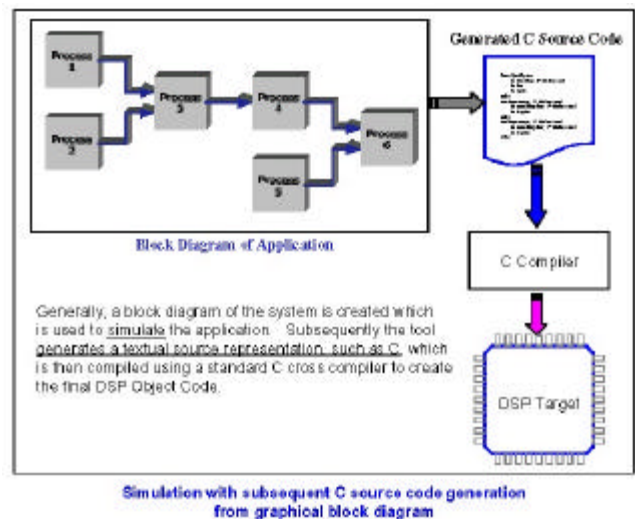 Process
1
Process
2
Process
3
Process
4
Process
5
Process
6
Block Diagram of Application
Generated C Source Code
C Compiler
DSP Target
Generally, a block diagram of the system is created which
is used to simulate the application. Subsequently the tool
generates a textual source representation, such as C, which
is then compiled using a standard C cross compiler to create
the final DSP Object Code.
Simulation with subsequent C source code generation
from graphical block diagram